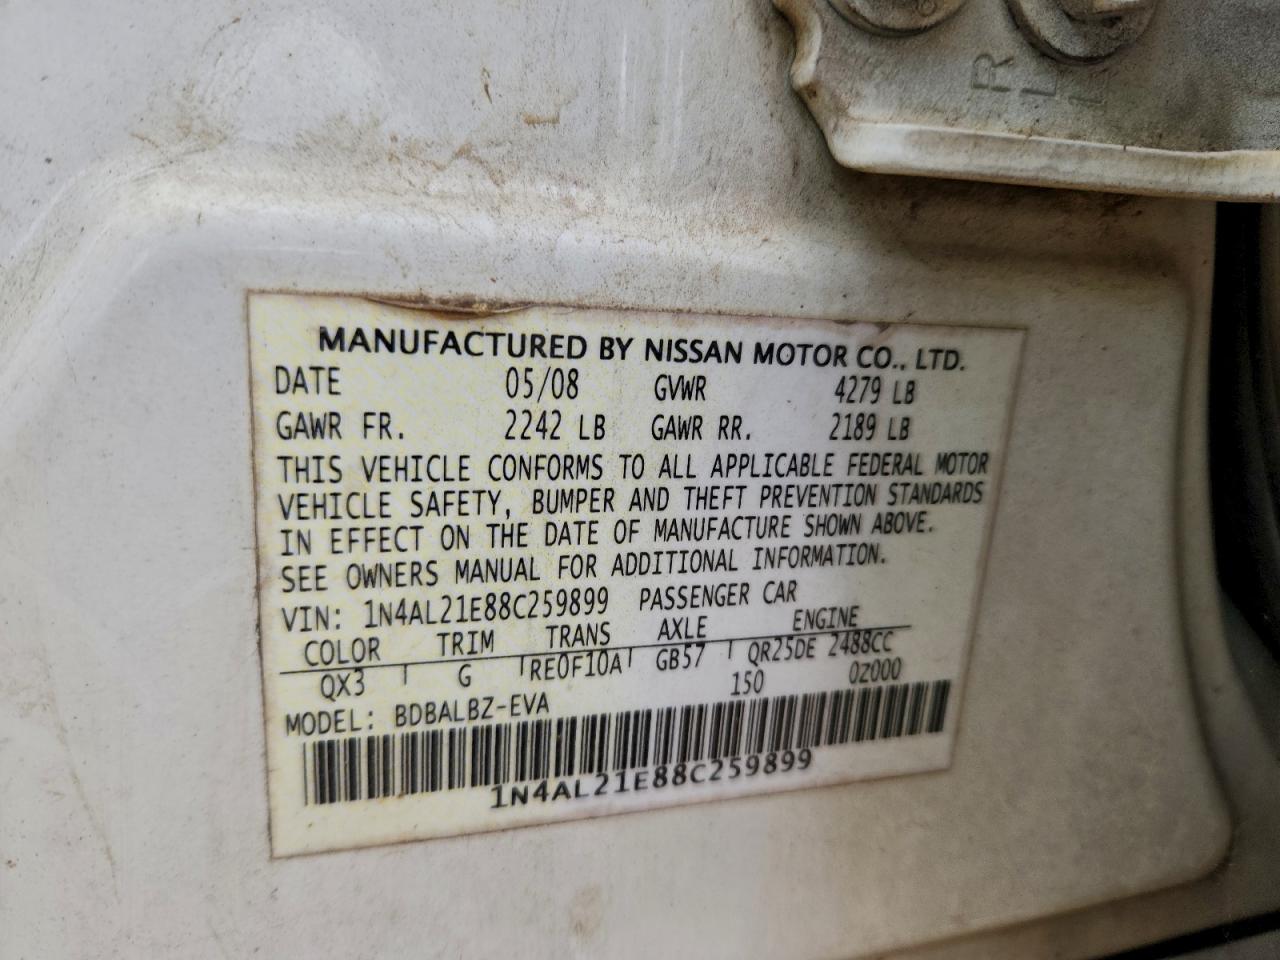 R
L L
MANUFACTURED BY NISSAN MOTOR CO., LTD.
DATE 05/08 GVWR 4279 LB
GAWR FR. 2242 LB GAWR RR. 2189 LB
THIS VEHICLE CONFORMS TO ALL APPLICABLE FEDERAL MOTOR
VEHICLE SAFETY, BUMPER AND THEFT PREVENTION STANDARDS
IN EFFECT ON THE DATE OF MANUFACTURE SHOWN ABOVE.
SEE OWNERS MANUAL FOR ADDITIONAL INFORMATION.
VIN: 1N4AL21E88C259899 PASSENGER CAR
COLOR TRIM TRANS AXLE ENGINE
QX3 G RE0F10A GB57 QR25DE 2488CC
150 0Z000
MODEL: BDBALBZ-EVA
1N4AL21E88C259899